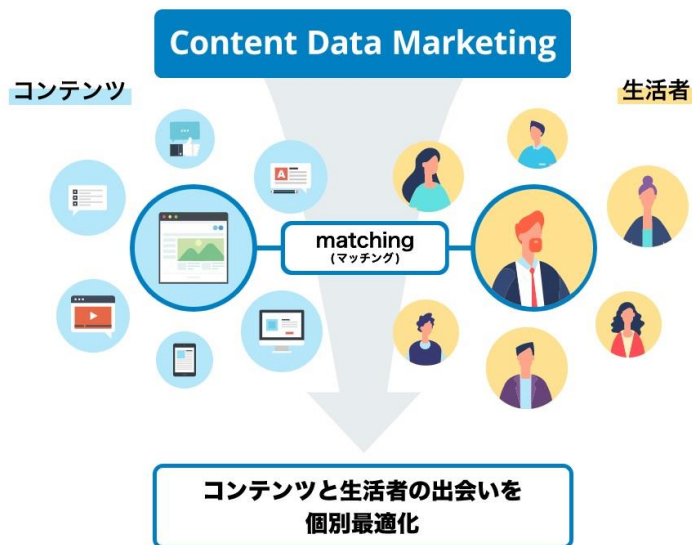 Content Data Marketing
コンテンツ
生活者
A
matching
(マッチング)
コンテンツと生活者の出会いを
個別最適化